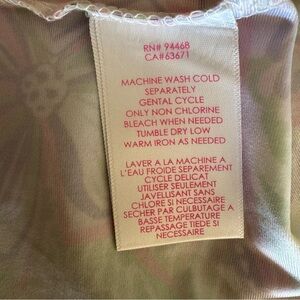 RN# 94468
CA#63671
MACHINE WASH COLD
SEPARATELY
GENTAL CYCLE
ONLY NON CHLORINE
BLEACH WHEN NEEDED
TUMBLE DRY LOW
WARM IRON AS NEEDED
LAVER A LA MACHINE A
L'EAU FROIDE SEPAREMENT
CYCLE DELICAT
UTILISER SEULEMENT
JAVELLISANT SANS
CHLORE SI NECESSAIRE
SECHER PAR CULBUTAGE A
BASSE TEMPERATURE
REPASSAGE TIEDE SI
NECESSAIRE